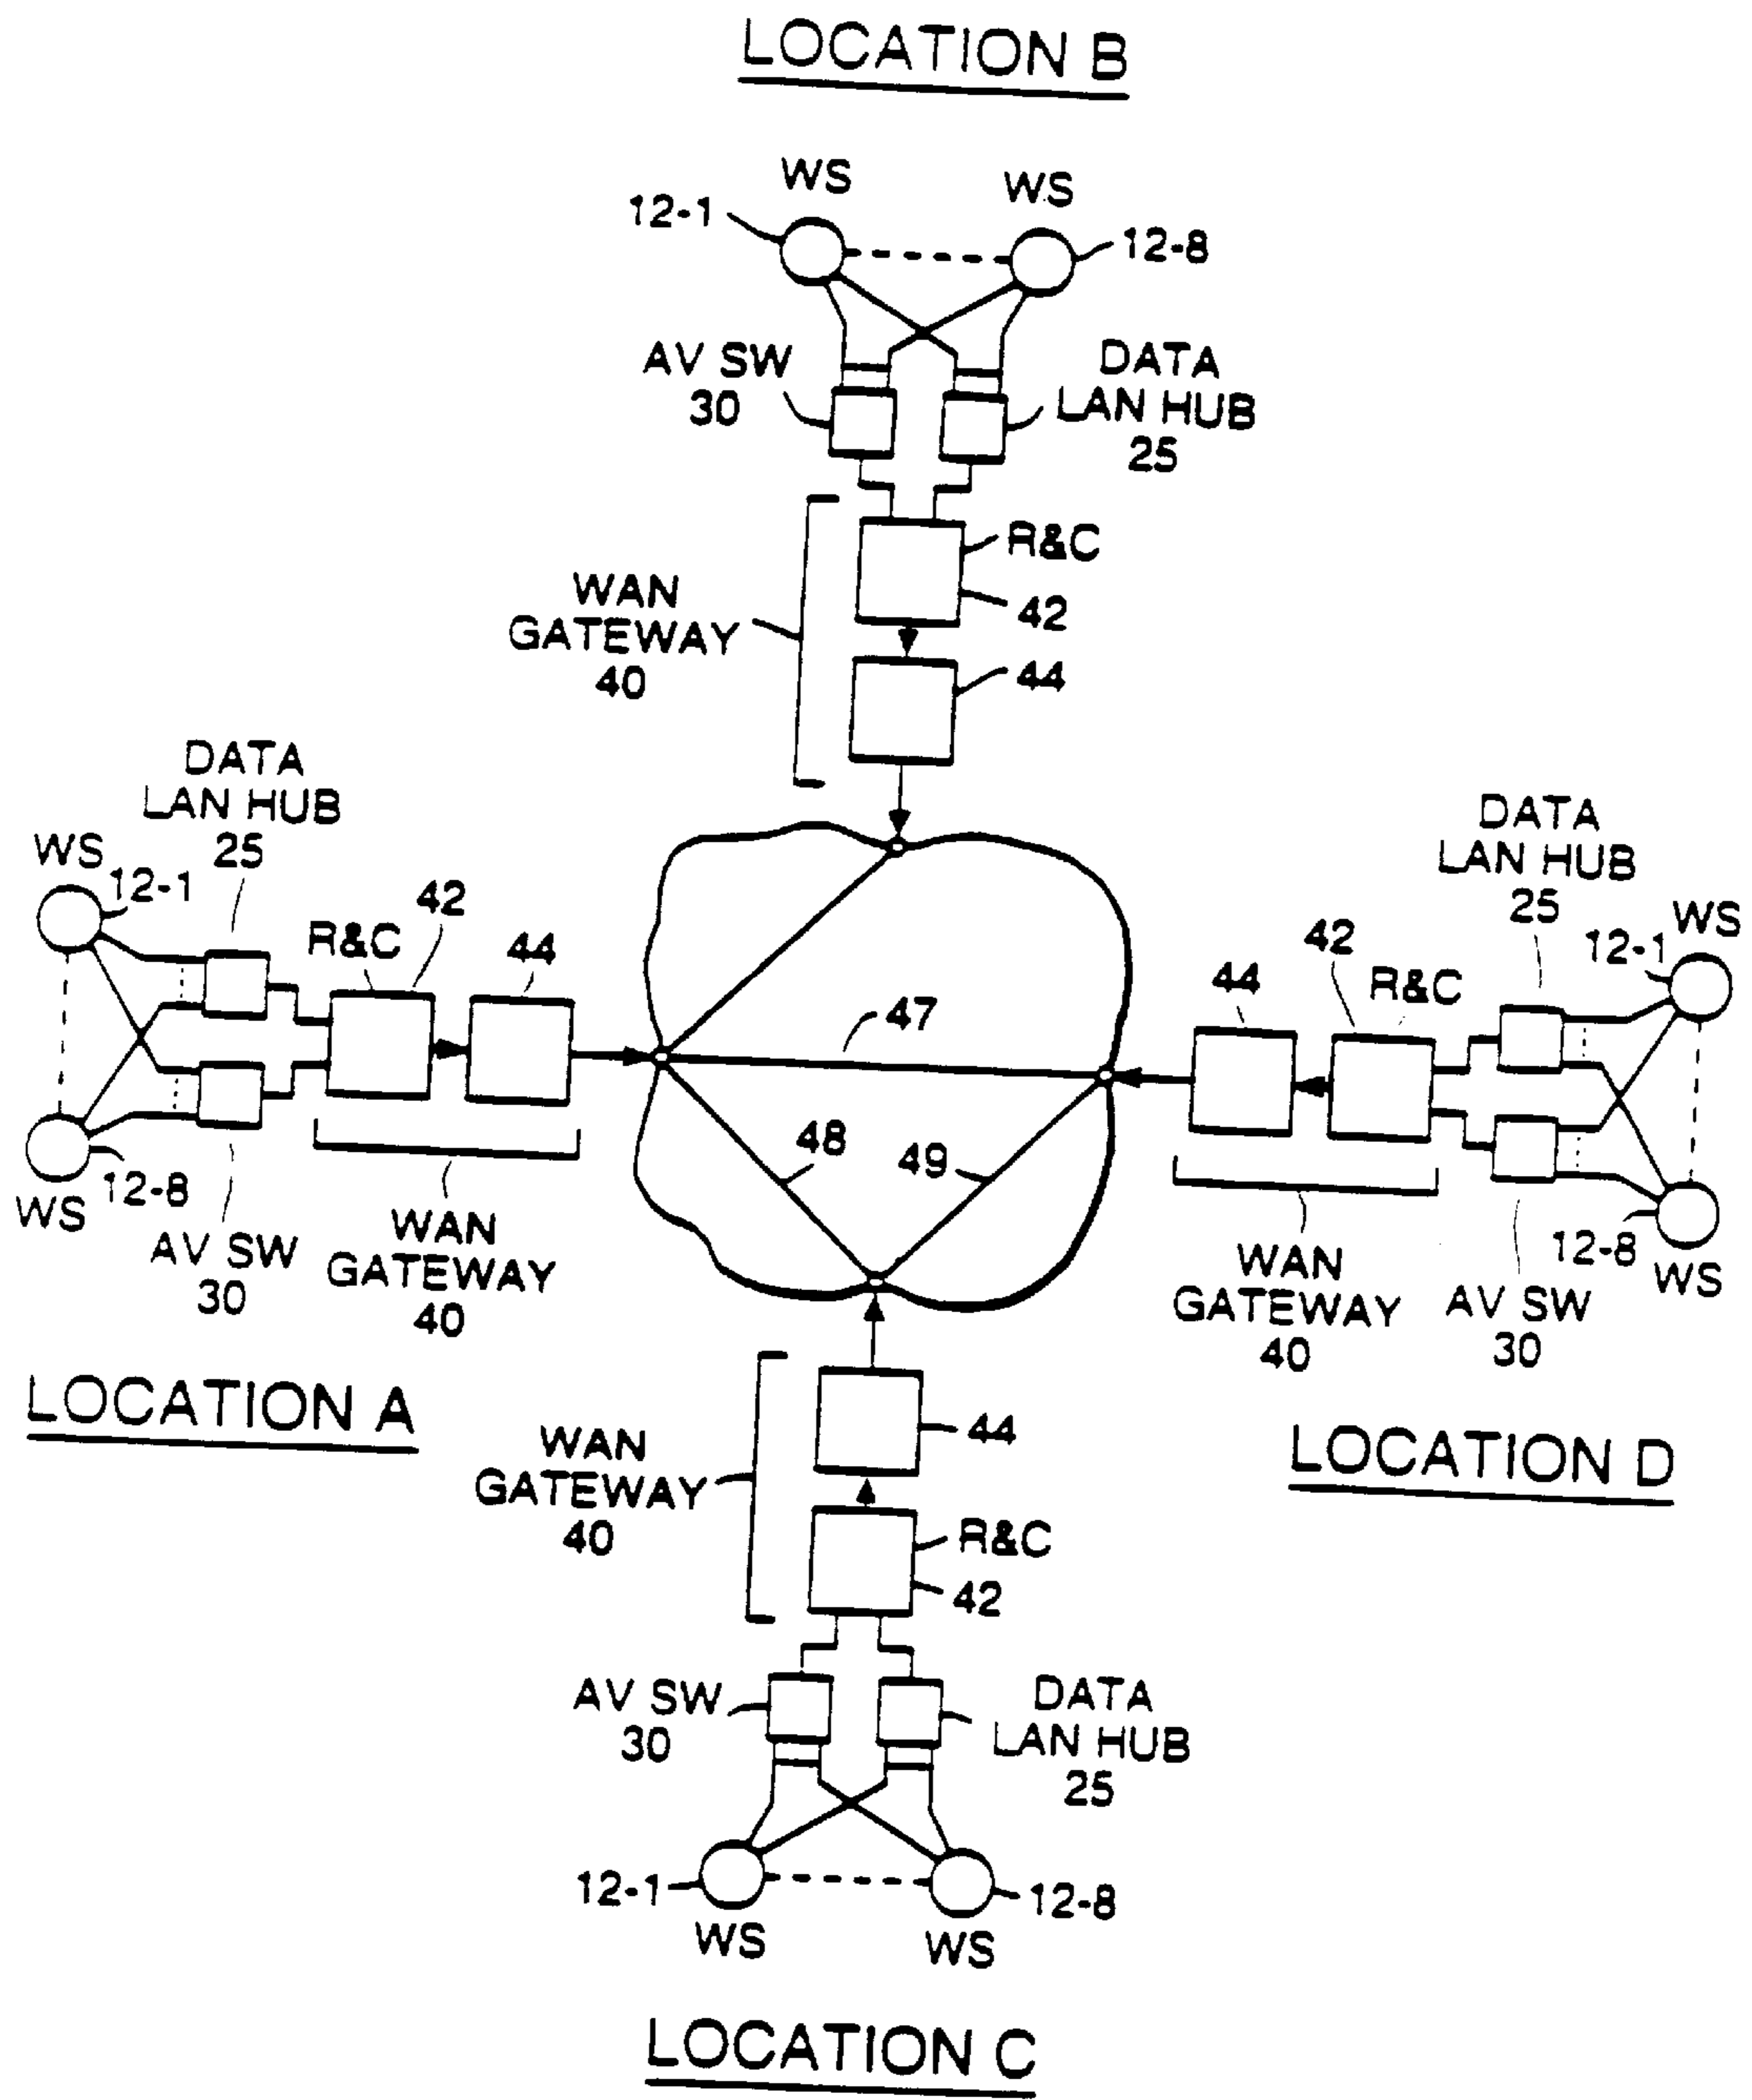 LOCATION B
WS
WS
12-1
12-8
AV SW
30
DATA
LAN HUB
25
R&C
42
WAN
GATEWAY
40
44
DATA
LAN HUB
25
WS
12-1
42
R&C
44
WS
12-8
AV SW
30
WAN
GATEWAY
40
LOCATION A
47
48
49
DATA
LAN HUB
25
WS
12-1
42
R&C
44
12-8
WS
WAN
GATEWAY
40
AV SW
30
LOCATION D
44
WAN
GATEWAY
40
R&C
42
AV SW
30
DATA
LAN HUB
25
12-1
12-8
WS
WS
LOCATION C